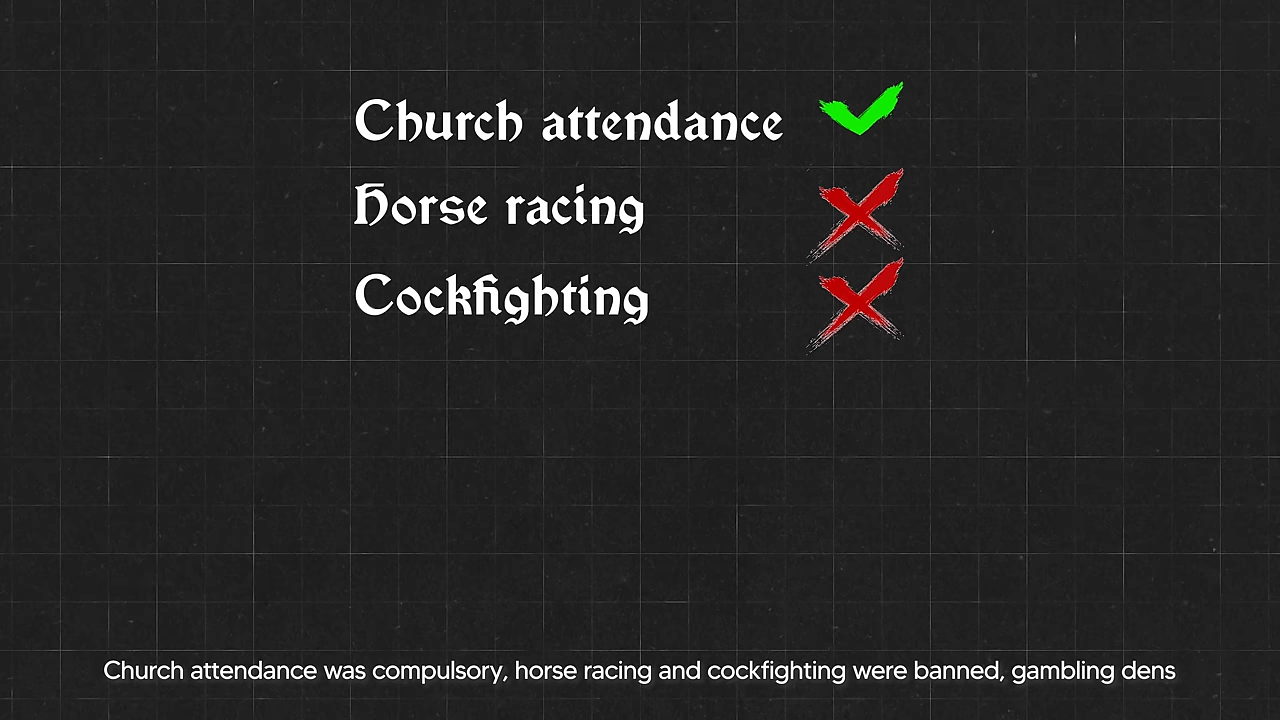 Church attendance
Horse racing
Cockfighting
Church attendance was compulsory, horse racing and cockfighting were banned, gambling dens